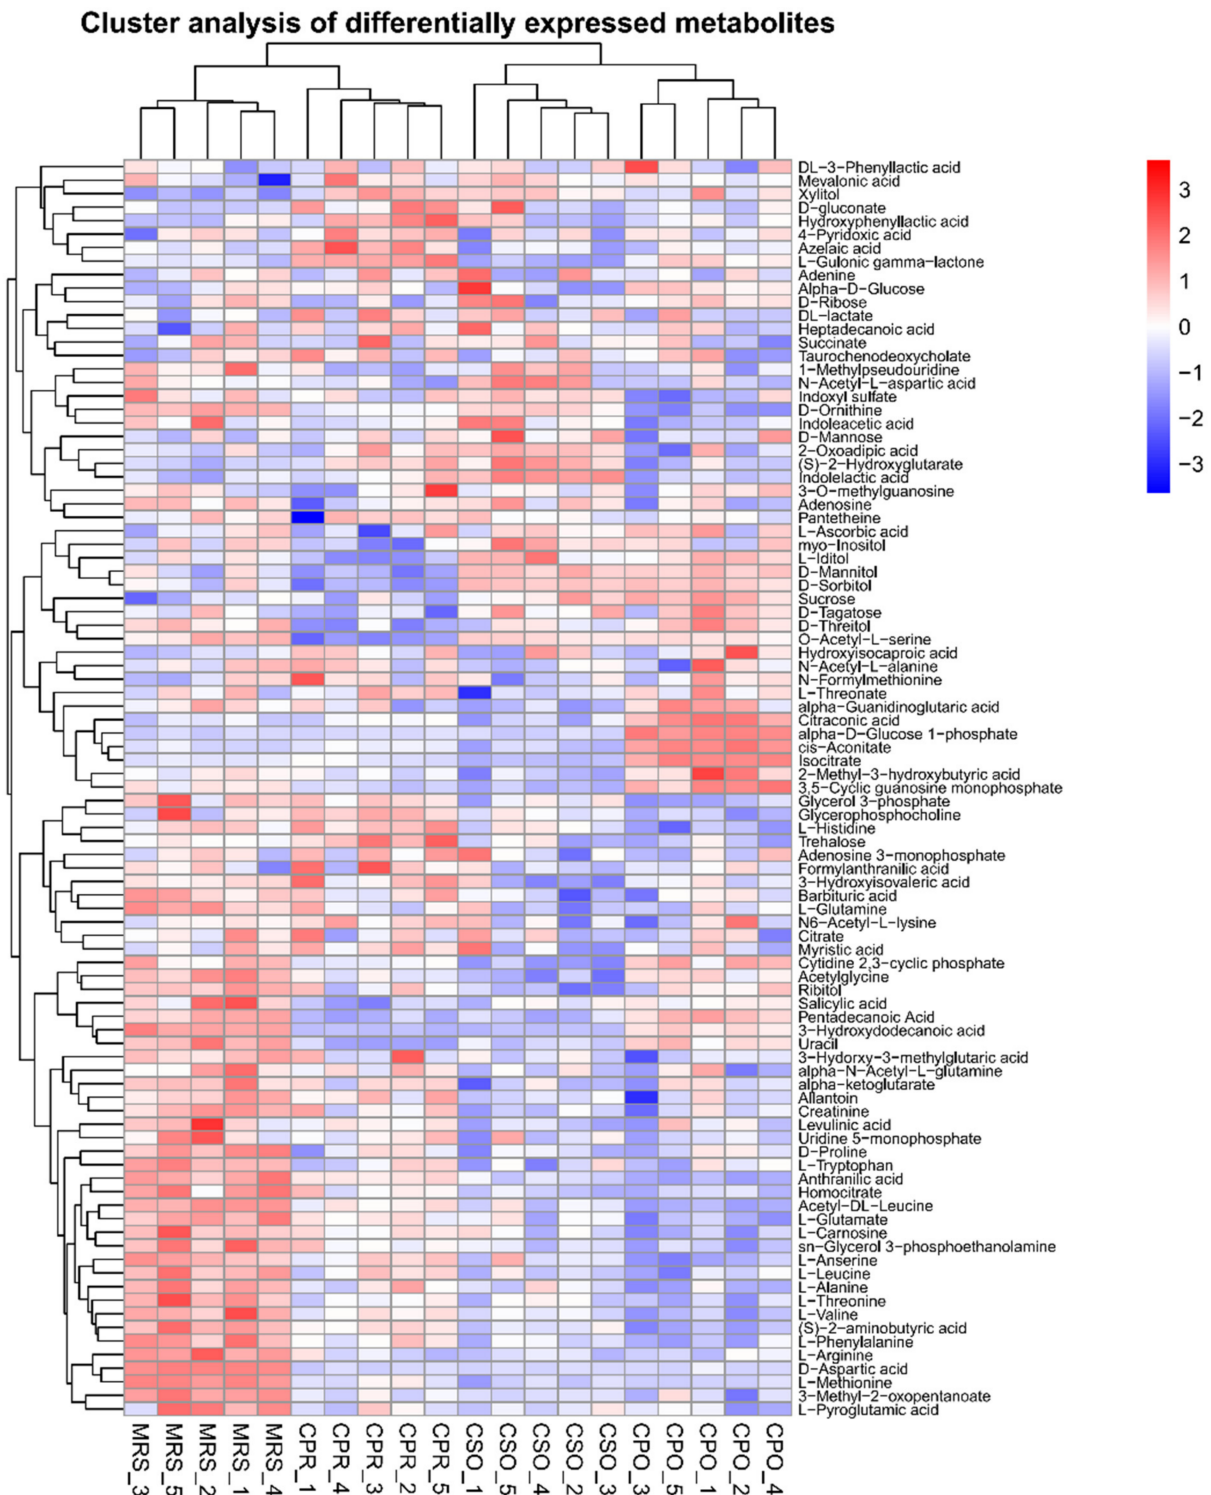 Cluster analysis of differentially expressed metabolites
DL-3-Phenyllactic acid
Mevalonic acid
Xylitol
D-gluconate
Hydroxyphenyllactic acid
4-Pyridoxic acid
Azelaic acid
L-Gulonic gamma-lactone
Adenine
Alpha-D-Glucose
D-Ribose
DL-lactate
Heptadecanoic acid
Succinate
Taurochenodeoxycholate
1-Methylpseudouridine
N-Acetyl-L-aspartic acid
Indoxyl sulfate
D-Ornithine
Indoleacetic acid
D-Mannose
2-Oxoadipic acid
(S)-2-Hydroxyglutarate
Indolelactic acid
3-O-methylguanosine
Adenosine
Pantetheine
L-Ascorbic acid
myo-Inositol
L-Iditol
D-Mannitol
D-Sorbitol
Sucrose
D-Tagatose
D-Threitol
O-Acetyl-L-serine
Hydroxyisocaproic acid
N-Acetyl-L-alanine
N-Formylmethionine
L-Threonate
alpha-Guanidinoglutaric acid
Citraconic acid
alpha-D-Glucose 1-phosphate
cis-Aconitate
Isocitrate
2-Methyl-3-hydroxybutyric acid
3,5-Cyclic guanosine monophosphate
Glycerol 3-phosphate
Glycerophosphocholine
L-Histidine
Trehalose
Adenosine 3-monophosphate
Formylanthranilic acid
3-Hydroxyisovaleric acid
Barbituric acid
L-Glutamine
N6-Acetyl-L-lysine
Citrate
Myristic acid
Cytidine 2,3-cyclic phosphate
Acetylglycine
Ribitol
Salicylic acid
Pentadecanoic Acid
3-Hydroxydodecanoic acid
Uracil
3-Hydorxy-3-methylglutaric acid
alpha-N-Acetyl-L-glutamine
alpha-ketoglutarate
Allantoin
Creatinine
Levulinic acid
Uridine 5-monophosphate
D-Proline
L-Tryptophan
Anthranilic acid
Homocitrate
Acetyl-DL-Leucine
L-Glutamate
L-Carnosine
sn-Glycerol 3-phosphoethanolamine
L-Anserine
L-Leucine
L-Alanine
L-Threonine
L-Valine
(S)-2-aminobutyric acid
L-Phenylalanine
L-Arginine
D-Aspartic acid
L-Methionine
3-Methyl-2-oxopentanoate
L-Pyroglutamic acid
3
2
1
0
-1
-2
-3
MRS_3
MRS_5
MRS_2
MRS_1
MRS_4
CPR_1
CPR_4
CPR_3
CPR_2
CPR_5
CSO_1
CSO_5
CSO_4
CSO_2
CSO_3
CPO_3
CPO_5
CPO_1
CPO_2
CPO_4